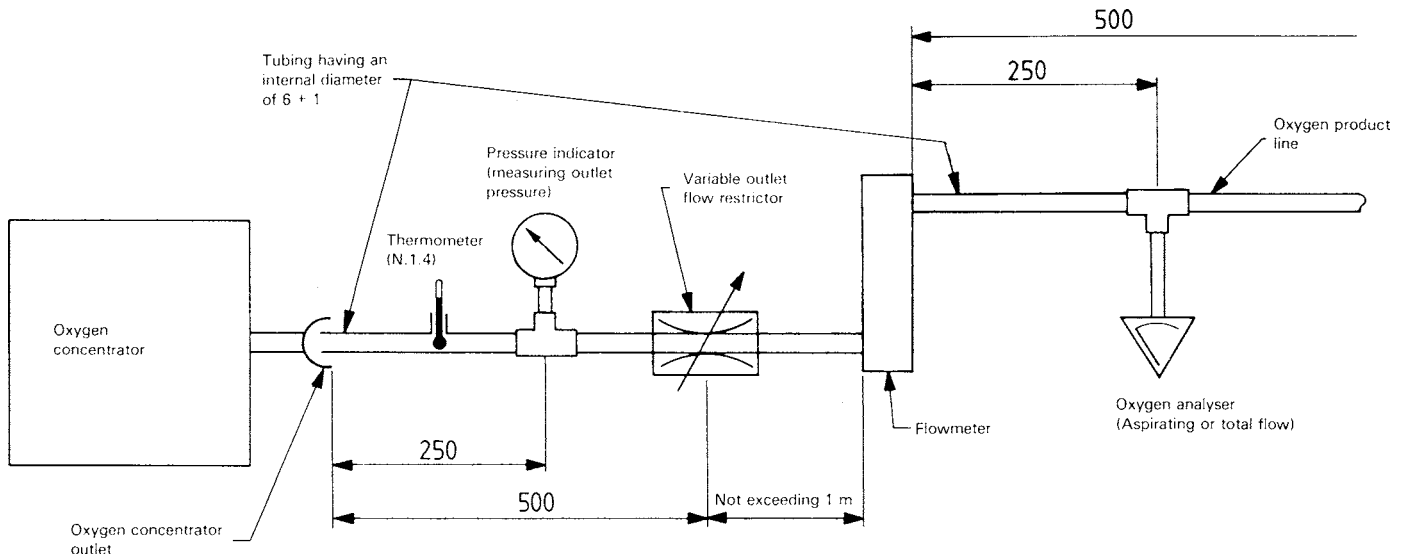 500
250
Tubing having an
internal diameter
of 6 + 1
Oxygen product
line
Pressure indicator
(measuring outlet
pressure)
Variable outlet
flow restrictor
Thermometer
(N.1.4)
Oxygen
concentrator
Oxygen analyser
(Aspirating or total flow)
Flowmeter
250
500
Not exceeding 1 m
Oxygen concentrator
outlet